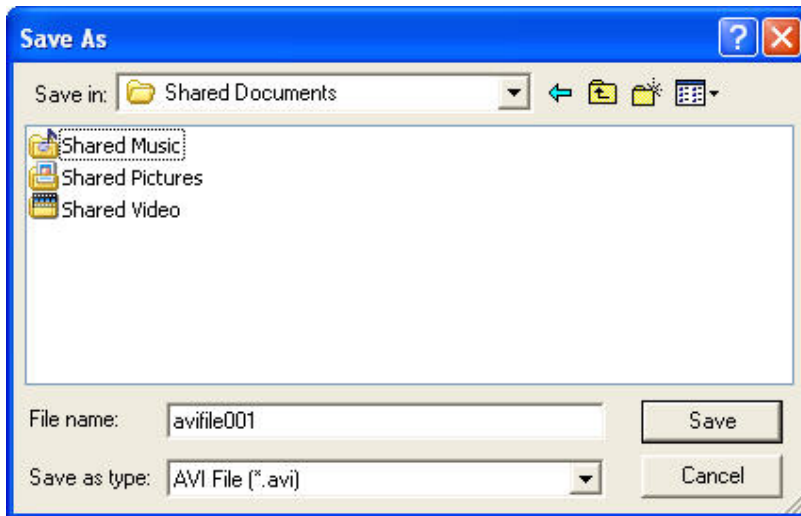 Save As
Save in: Shared Documents
Shared Music
Shared Pictures
Shared Video
File name: avifile001 Save
Save as type: AVI File (*.avi) Cancel